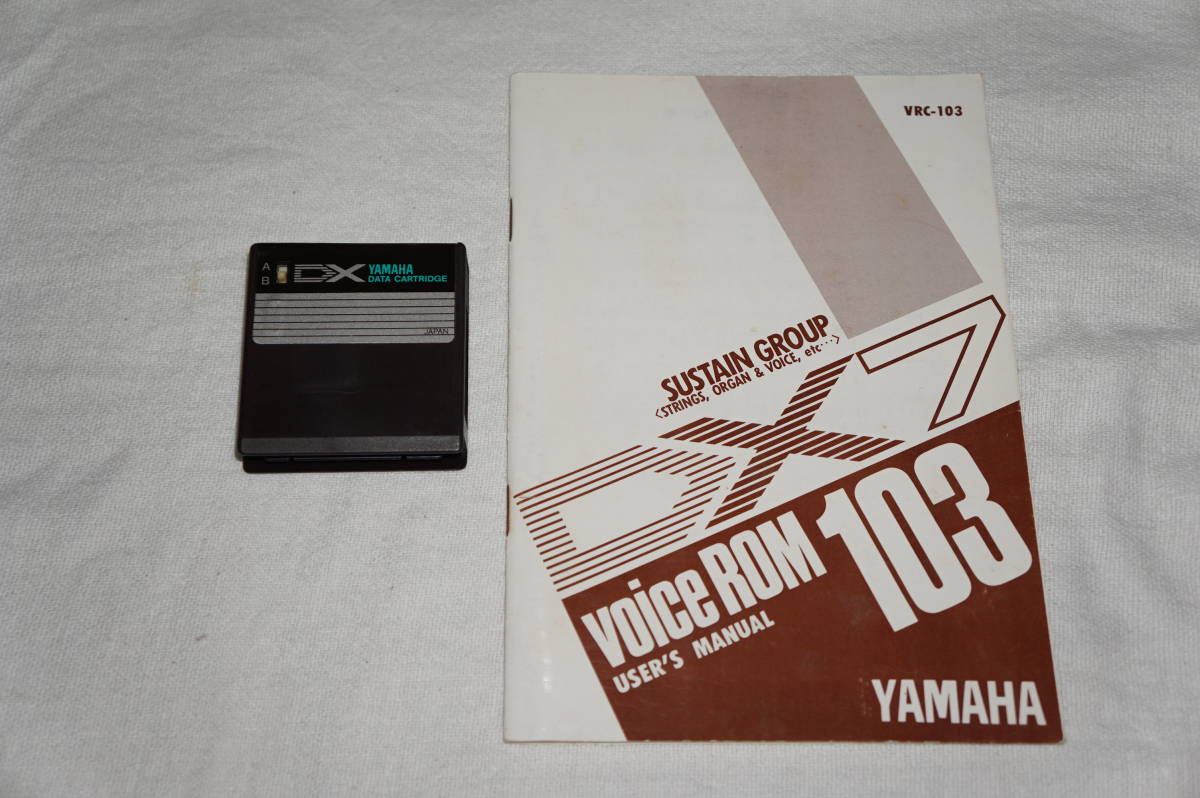 A
B
DX YAMAHA
DATA CARTRIDGE
JAPAN
VRC-103
SUSTAIN GROUP
<STRINGS, ORGAN & VOICE, etc···>
DX7
Voice ROM 103
USER'S MANUAL
YAMAHA